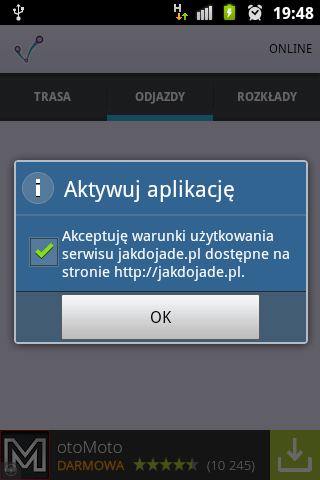 H 19:48
ONLINE
TRASA ODJAZDY ROZKŁADY
Aktywuj aplikację
Akceptuję warunki użytkowania
serwisu jakdojade.pl dostępne na
stronie http://jakdojade.pl.
OK
otoMoto
DARMOWA (10 245)